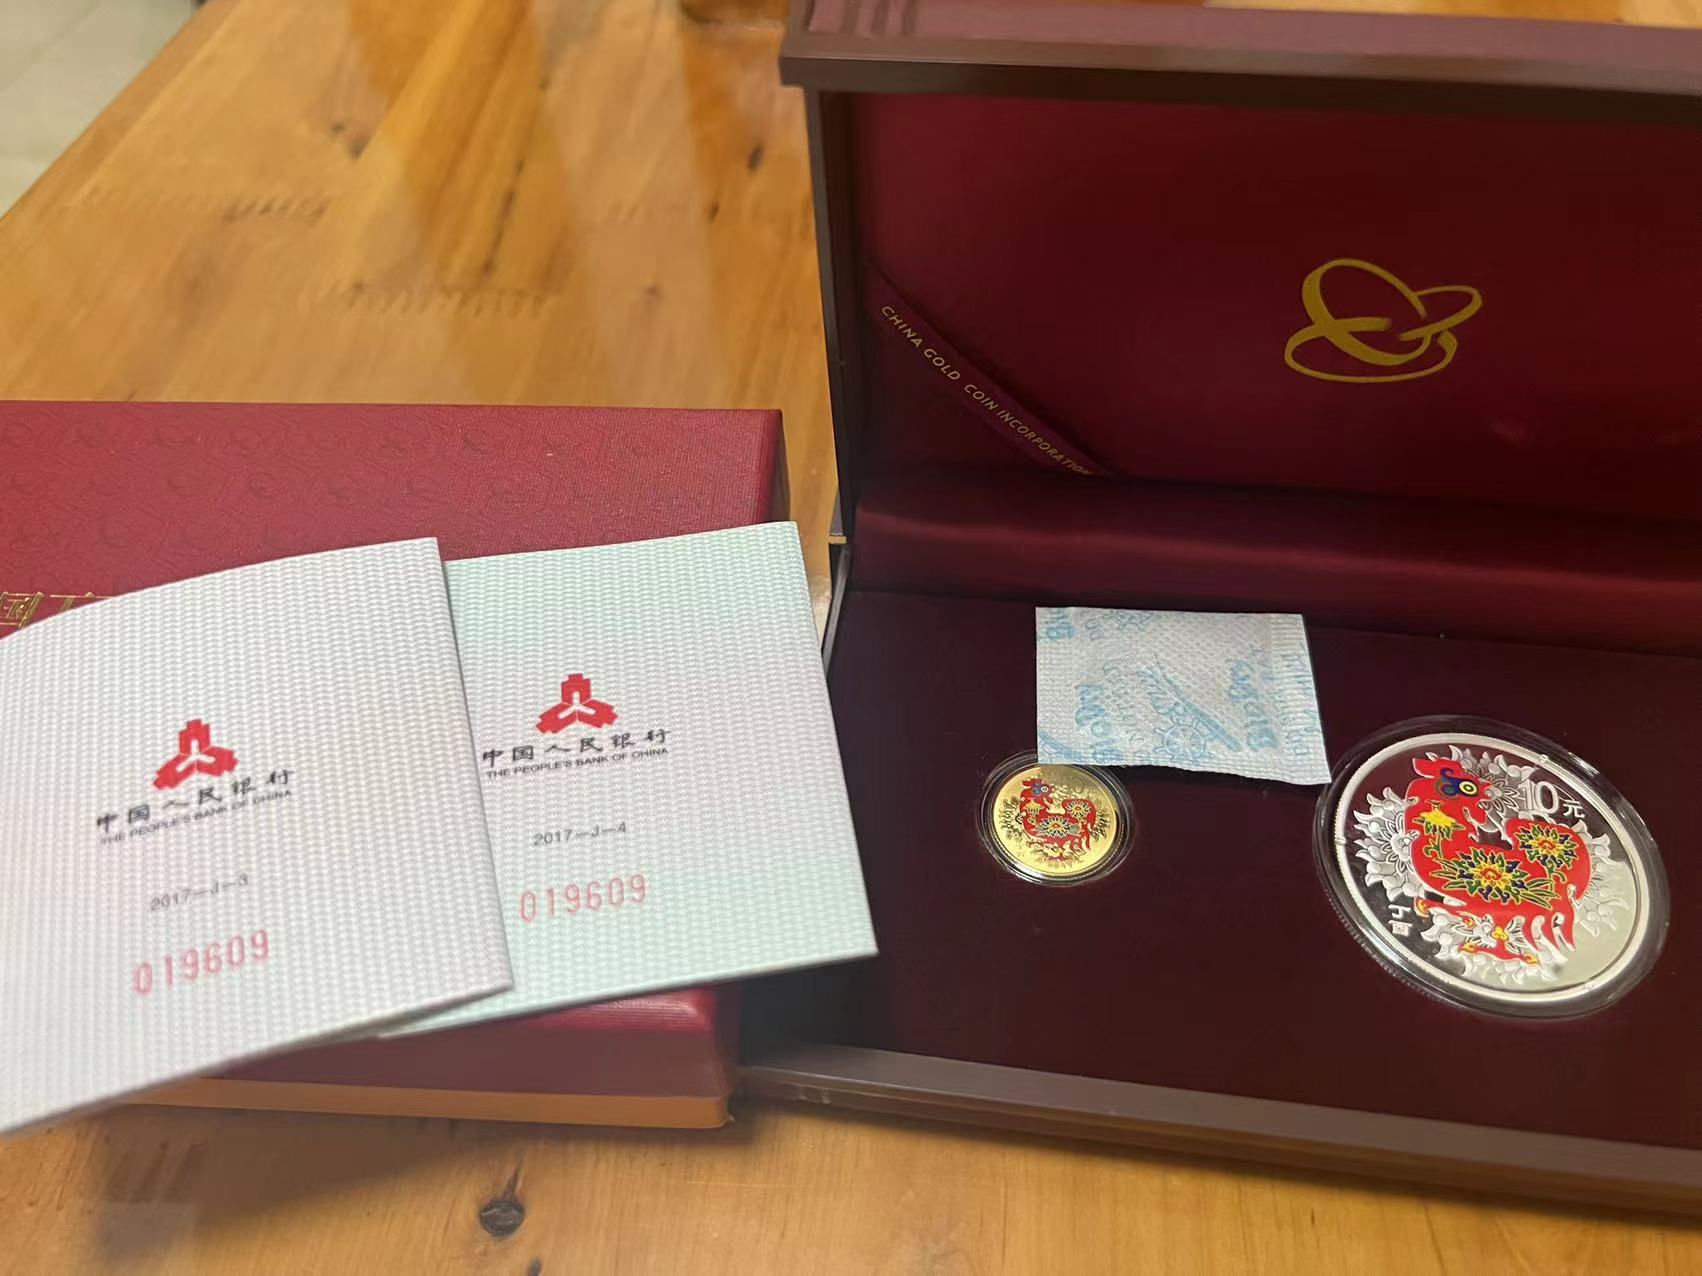 CHINA GOLD COIN INCORPORATION
中国人民银行
THE PEOPLE'S BANK OF CHINA
2017-J-3
019609
中国人民银行
THE PEOPLE'S BANK OF CHINA
2017-J-4
019609
10元